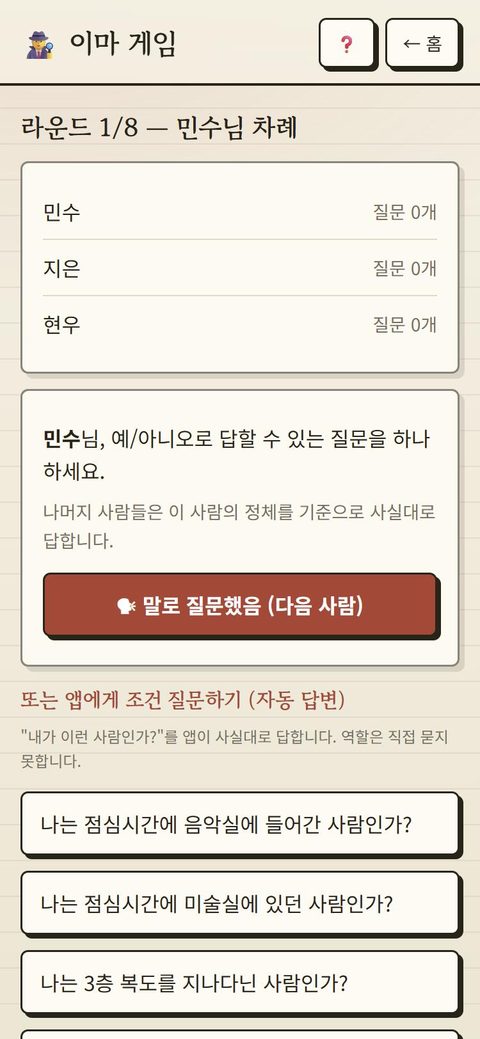 이마 게임
← 홈
라운드 1/8 — 민수님 차례
민수 질문 0개
지은 질문 0개
현우 질문 0개
민수님, 예/아니오로 답할 수 있는 질문을 하나
하세요.
나머지 사람들은 이 사람의 정체를 기준으로 사실대로
답합니다.
말로 질문했음 (다음 사람)
또는 앱에게 조건 질문하기 (자동 답변)
"내가 이런 사람인가?"를 앱이 사실대로 답합니다. 역할은 직접 묻지
못합니다.
나는 점심시간에 음악실에 들어간 사람인가?
나는 점심시간에 미술실에 있던 사람인가?
나는 3층 복도를 지나다닌 사람인가?